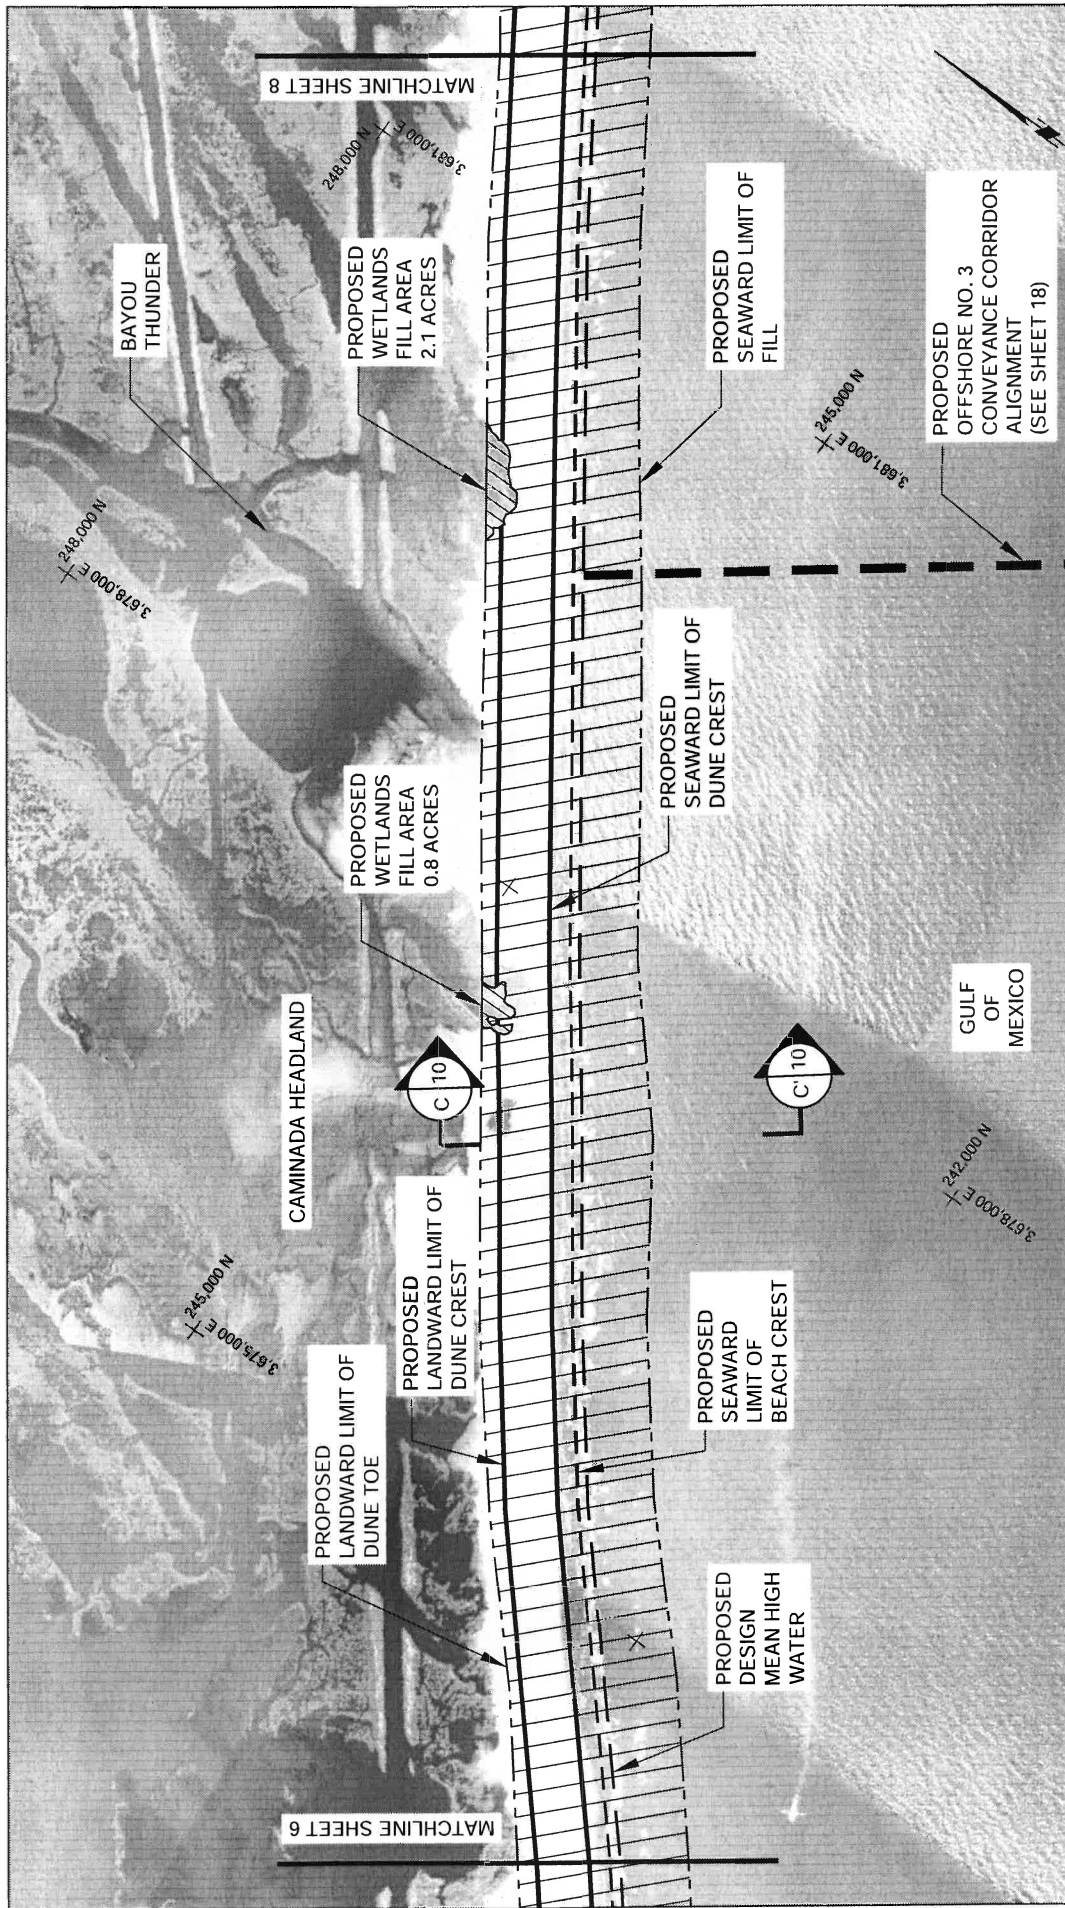 MATCHLINE SHEET 6
PROPOSED
LANDWARD LIMIT OF
DUNE TOE
PROPOSED
LANDWARD LIMIT OF
DUNE CREST
3,675,000 E
245,000 N
CAMINADA HEADLAND
C
10
PROPOSED
WETLANDS
FILL AREA
0.8 ACRES
3,678,000 E
248,000 N
BAYOU
THUNDER
PROPOSED
WETLANDS
FILL AREA
2.1 ACRES
248,000 N
3,681,000 E
MATCHLINE SHEET 8
PROPOSED
DESIGN
MEAN HIGH
WATER
PROPOSED
SEAWARD
LIMIT OF
BEACH CREST
242,000 N
3,678,000 E
C'
10
GULF
OF
MEXICO
PROPOSED
SEAWARD LIMIT OF
DUNE CREST
PROPOSED
SEAWARD LIMIT OF
FILL
245,000 N
3,681,000 E
PROPOSED
OFFSHORE NO. 3
CONVEYANCE CORRIDOR
ALIGNMENT
(SEE SHEET 18)